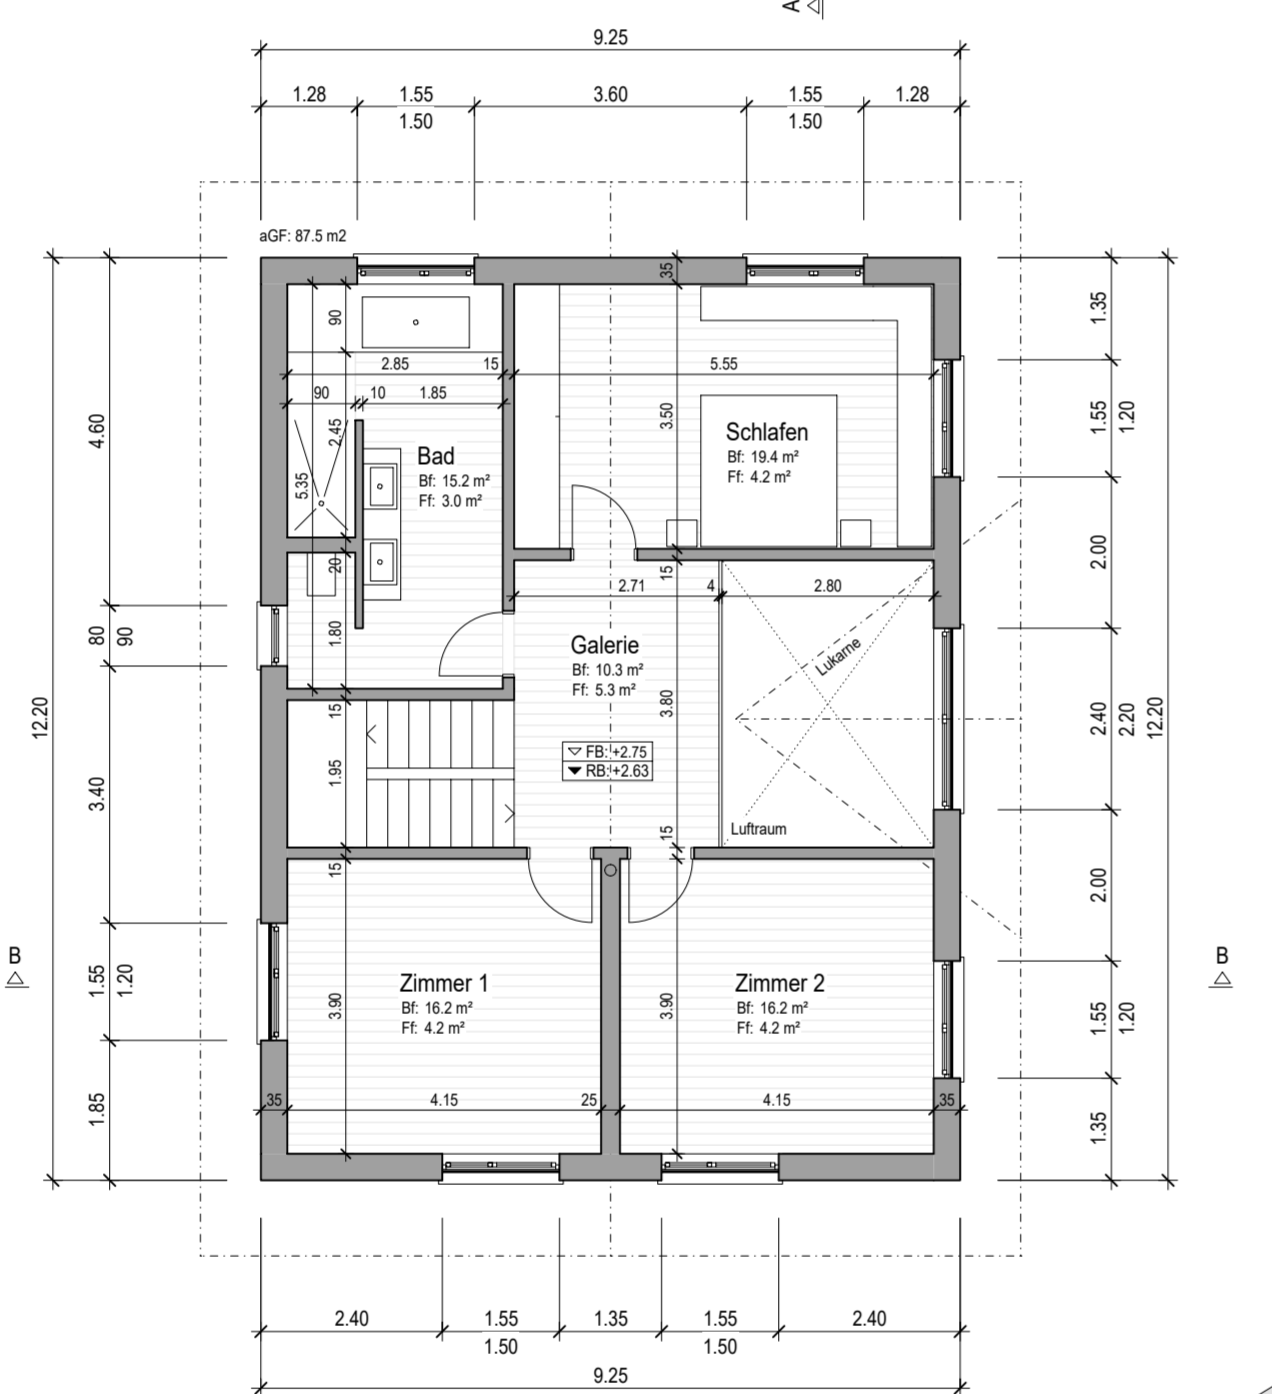 A
9.25
1.28 1.55 3.60 1.55 1.28
1.50 1.50
aGF: 87.5 m2
35
90
1.35
2.85 15 5.55
90 10 1.85
4.60
2.45
3.50
1.55 1.20
5.35
Bad
Bf: 15.2 m²
Ff: 3.0 m²
Schlafen
Bf: 19.4 m²
Ff: 4.2 m²
20
15
2.00
2.71 4 2.80
80 90
1.80
Galerie
Bf: 10.3 m²
Ff: 5.3 m²
Lukarne
12.20
15
3.80
2.40 2.20 12.20
FB: +2.75
RB: +2.63
1.95
3.40
15
Luftraum
15
2.00
B
1.55 1.20
Zimmer 1
Bf: 16.2 m²
Ff: 4.2 m²
3.90
Zimmer 2
Bf: 16.2 m²
Ff: 4.2 m²
3.90
1.55 1.20
B
35 4.15 25 4.15 35
1.85
1.35
2.40 1.55 1.35 1.55 2.40
1.50 1.50
9.25